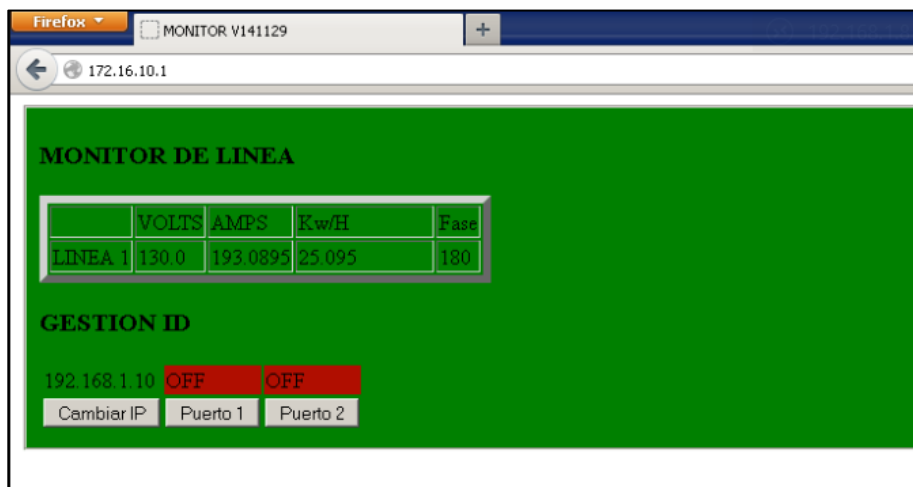 Firefox
MONITOR V141129
172.16.10.1
MONITOR DE LINEA
VOLTS AMPS Kw/H Fase
LINEA 1 130.0 193.0895 25.095 180
GESTION ID
192.168.1.10 OFF OFF
Cambiar IP Puerto 1 Puerto 2